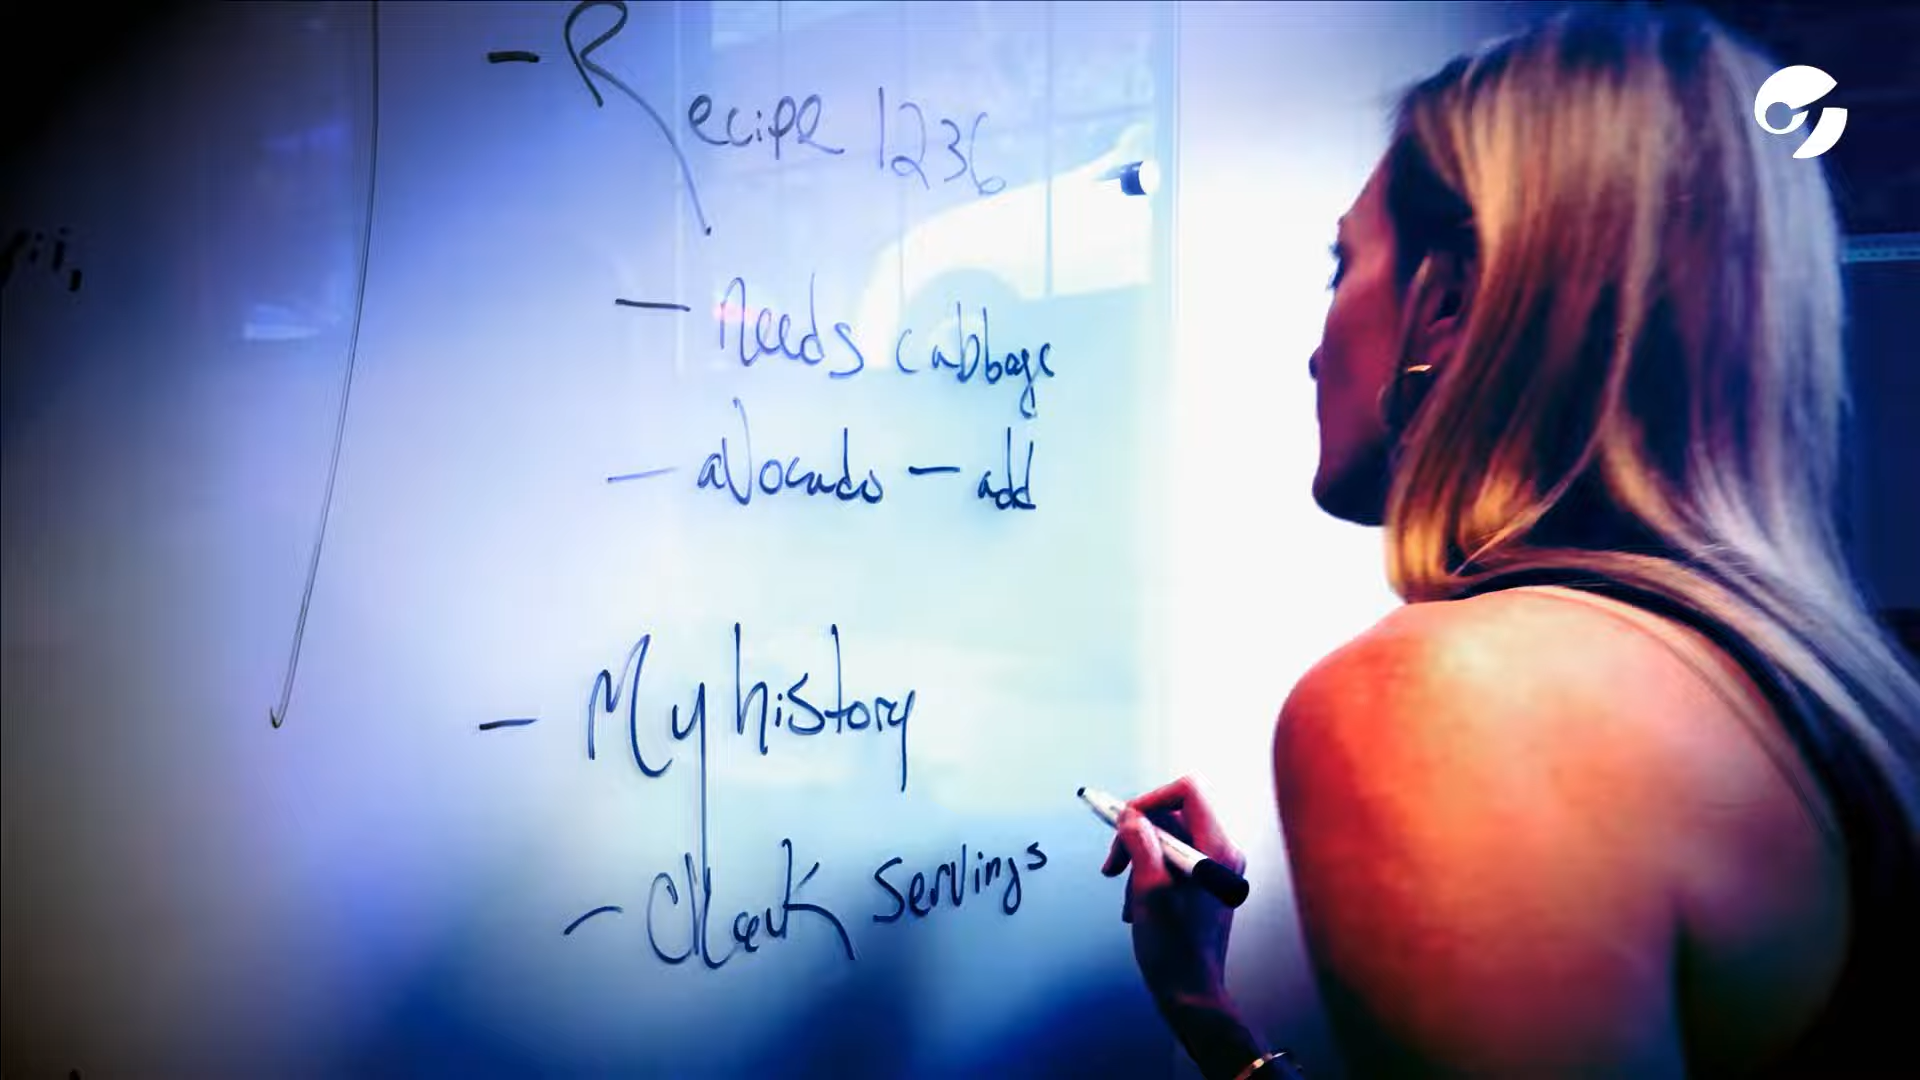 - Recipe 1236
- needs cabbage
- avocado - add
- My history
- Check servings